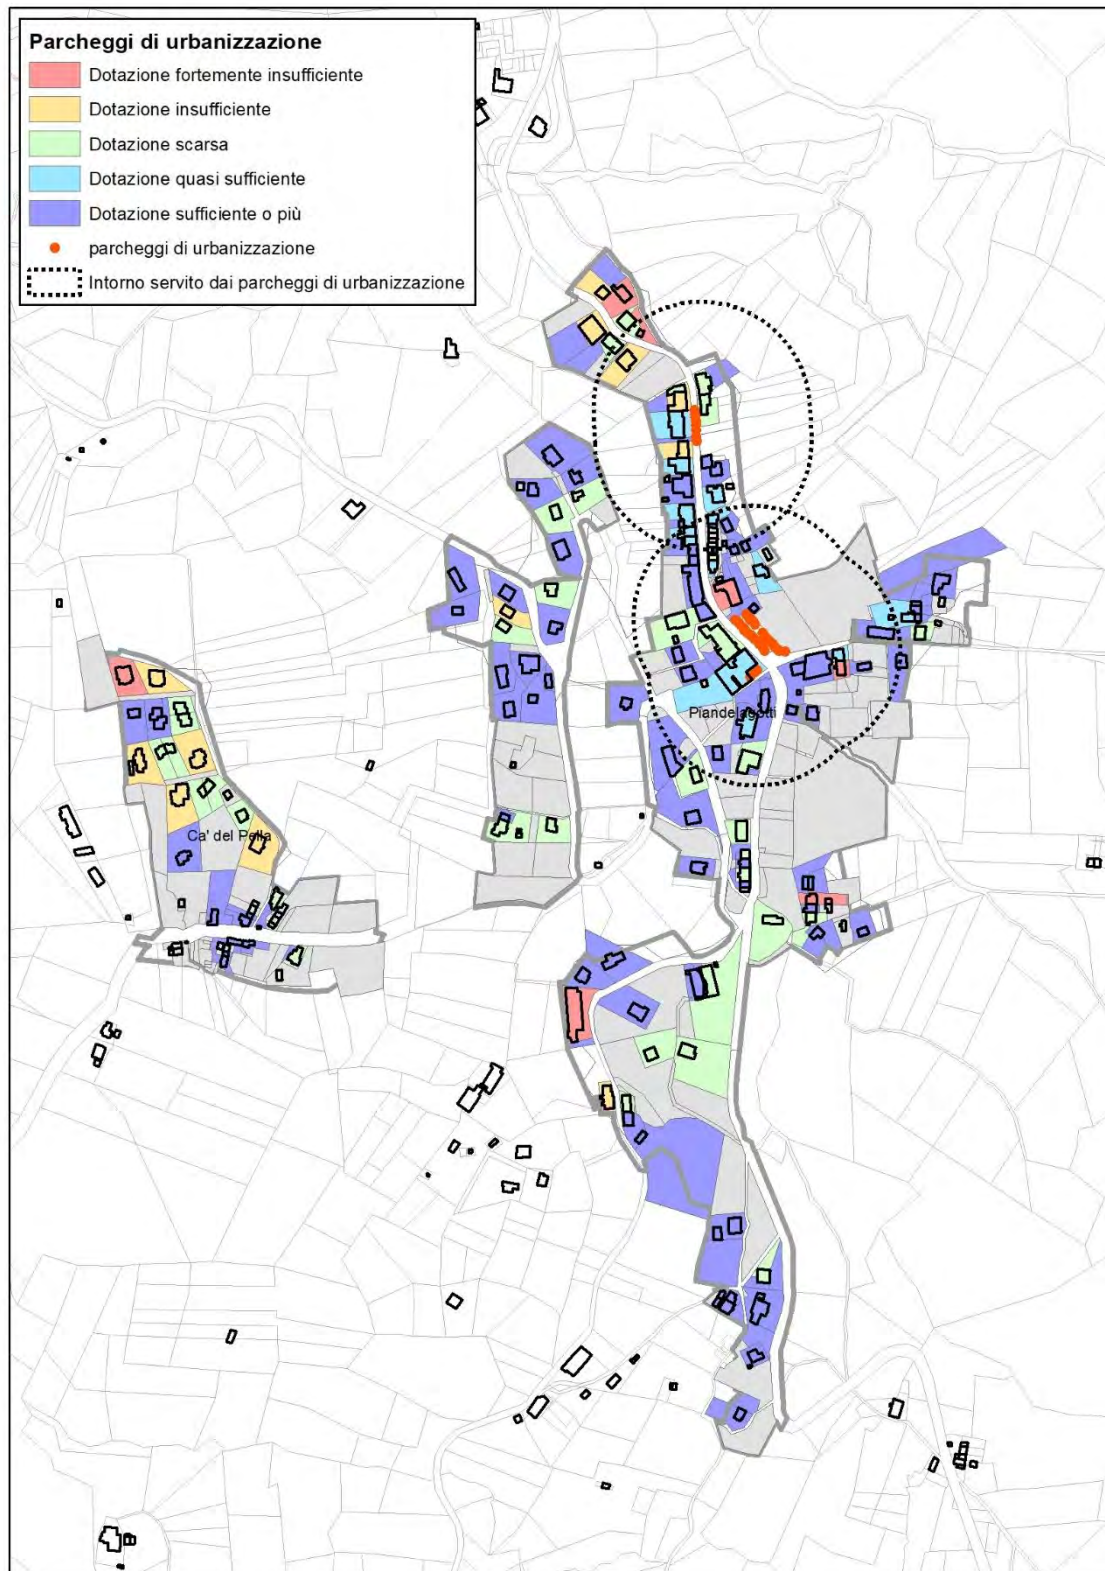 Parcheggi di urbanizzazione
Dotazione fortemente insufficiente
Dotazione insufficiente
Dotazione scarsa
Dotazione quasi sufficiente
Dotazione sufficiente o più
parcheggi di urbanizzazione
Intorno servito dai parcheggi di urbanizzazione
Piandelagotti
Ca' del Pella